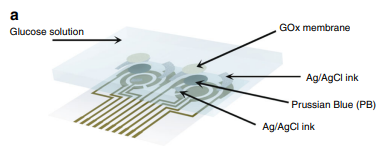 a
Glucose solution
GOx membrane
Ag/AgCl ink
Prussian Blue (PB)
Ag/AgCl ink